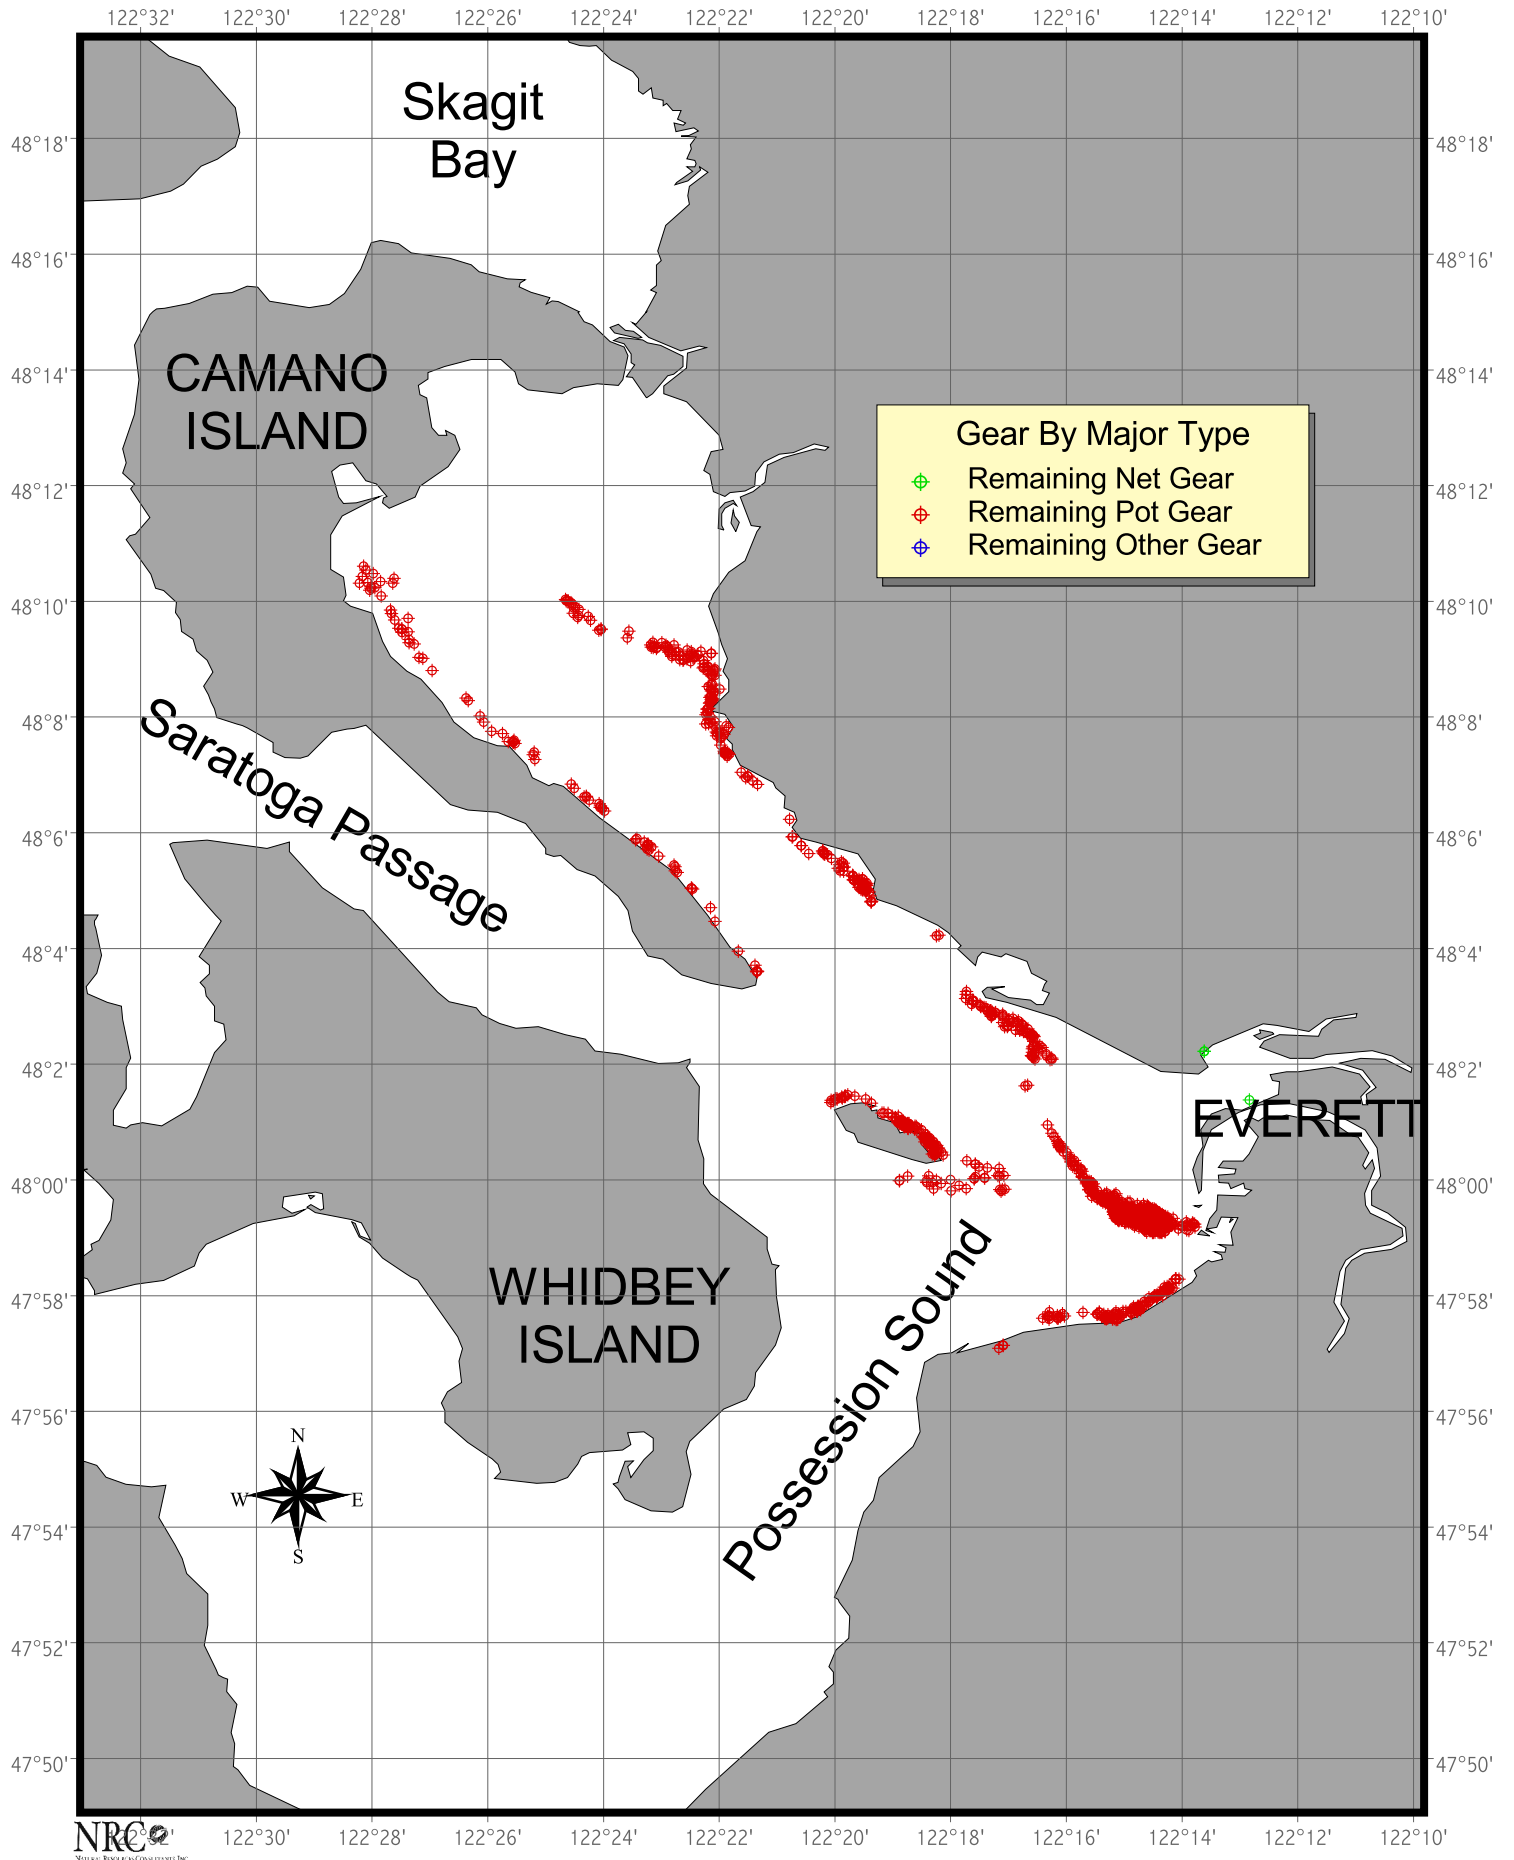 122°32' 122°30' 122°28' 122°26' 122°24' 122°22' 122°20' 122°18' 122°16' 122°14' 122°12' 122°10'
Skagit
Bay
48°18' 48°18'
48°16' 48°16'
CAMANO
ISLAND
48°14' 48°14'
Gear By Major Type
Remaining Net Gear
Remaining Pot Gear
Remaining Other Gear
48°12' 48°12'
48°10' 48°10'
48°8' 48°8'
Saratoga Passage
48°6' 48°6'
48°4' 48°4'
48°2' 48°2'
EVERETT
48°00' 48°00'
Possession Sound
WHIDBEY
ISLAND
47°58' 47°58'
47°56' 47°56'
N
W E
S
47°54' 47°54'
47°52' 47°52'
47°50' 47°50'
NRC
122°32' 122°30' 122°28' 122°26' 122°24' 122°22' 122°20' 122°18' 122°16' 122°14' 122°12' 122°10'
NATURAL RESOURCES CONSULTANTS INC.